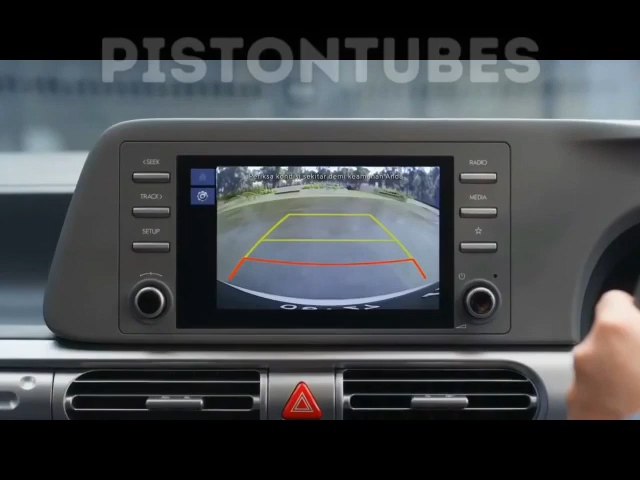 PISTONTUBES
<SEEK
TRACK>
SETUP
Periksa kondisi sekitar demi keamanan Anda
RADIO
MEDIA